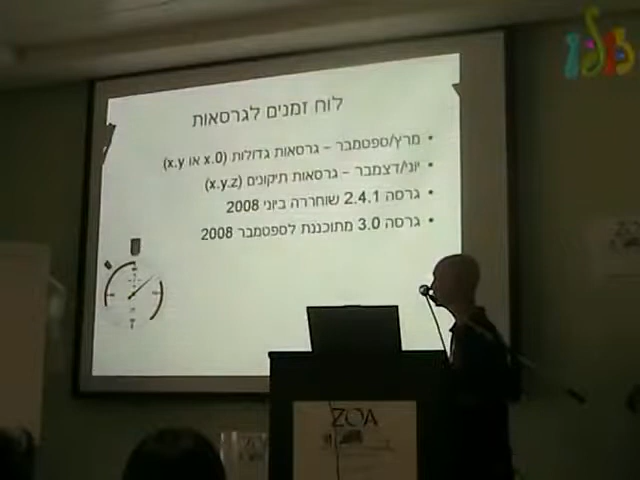 לוח זמנים לגרסאות
• מרץ/ספטמבר – גרסאות גדולות (x.0 או x.y)
• יוני/דצמבר – גרסאות תיקונים (x.y.z)
• גרסה 2.4.1 שוחררה ביוני 2008
• גרסה 3.0 מתוכננת לספטמבר 2008
ZOA